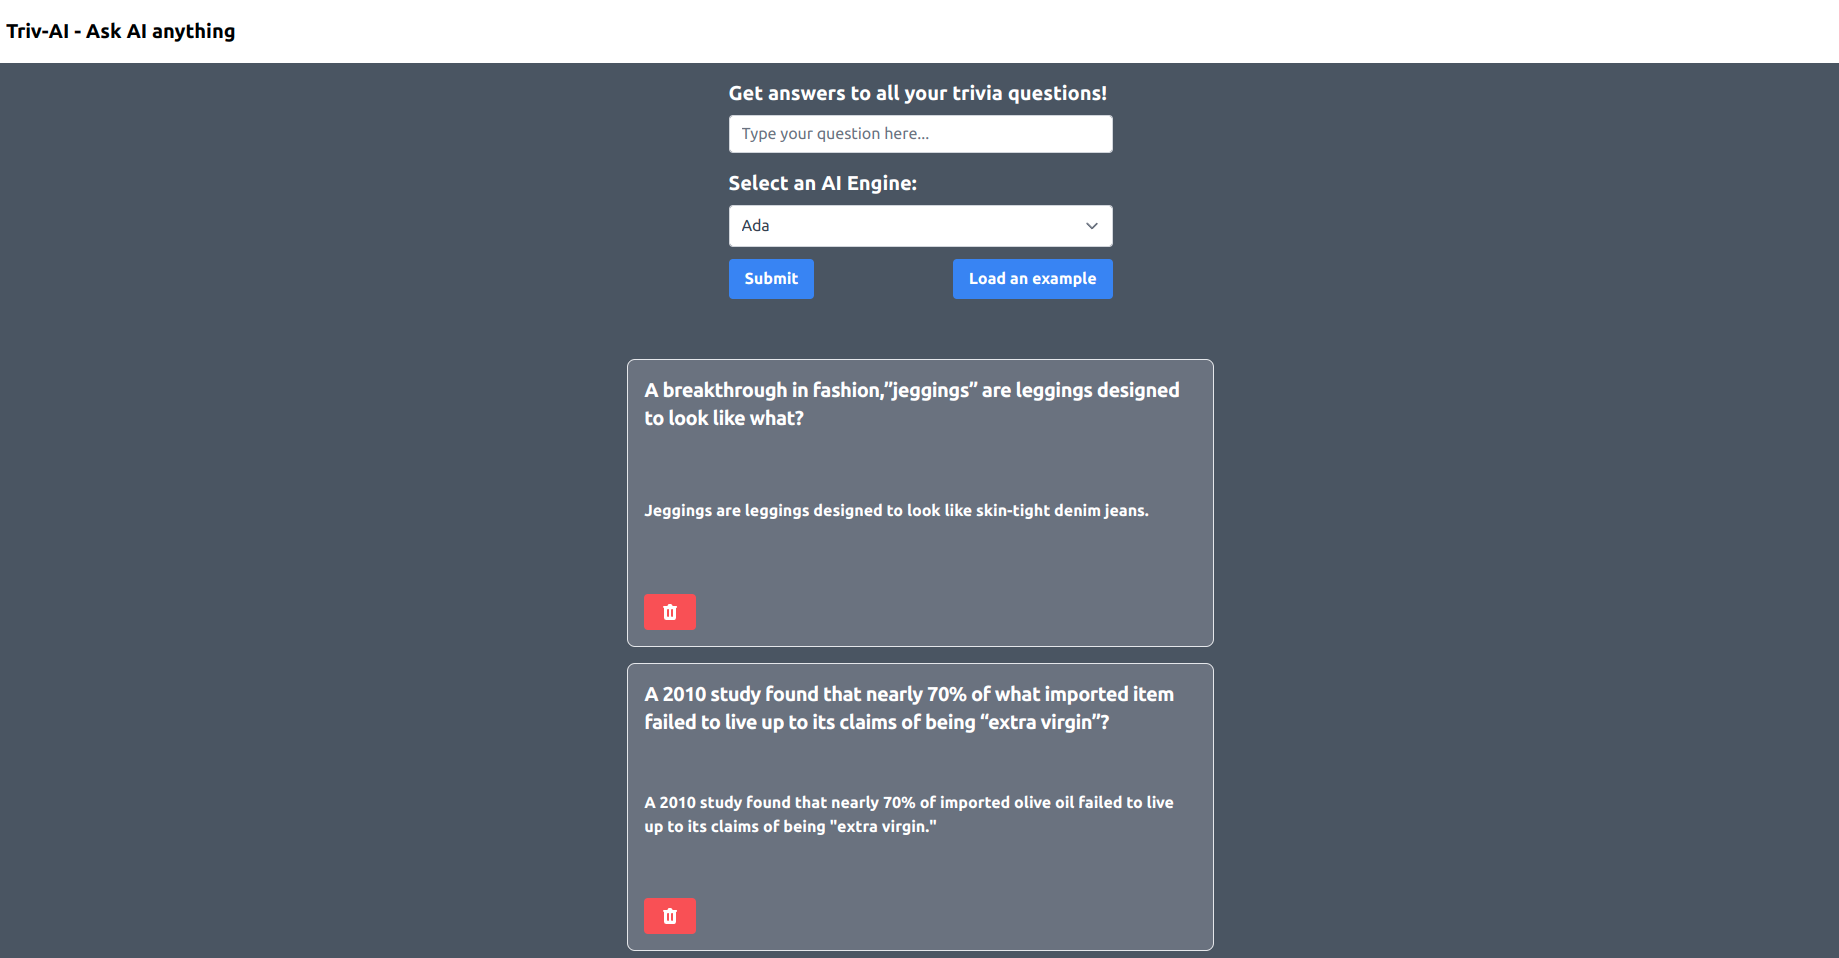 Triv-AI - Ask AI anything
Get answers to all your trivia questions!
Type your question here...
Select an AI Engine:
Ada
Submit
Load an example
A breakthrough in fashion,”jeggings” are leggings designed
to look like what?
Jeggings are leggings designed to look like skin-tight denim jeans.
A 2010 study found that nearly 70% of what imported item
failed to live up to its claims of being “extra virgin”?
A 2010 study found that nearly 70% of imported olive oil failed to live
up to its claims of being "extra virgin."